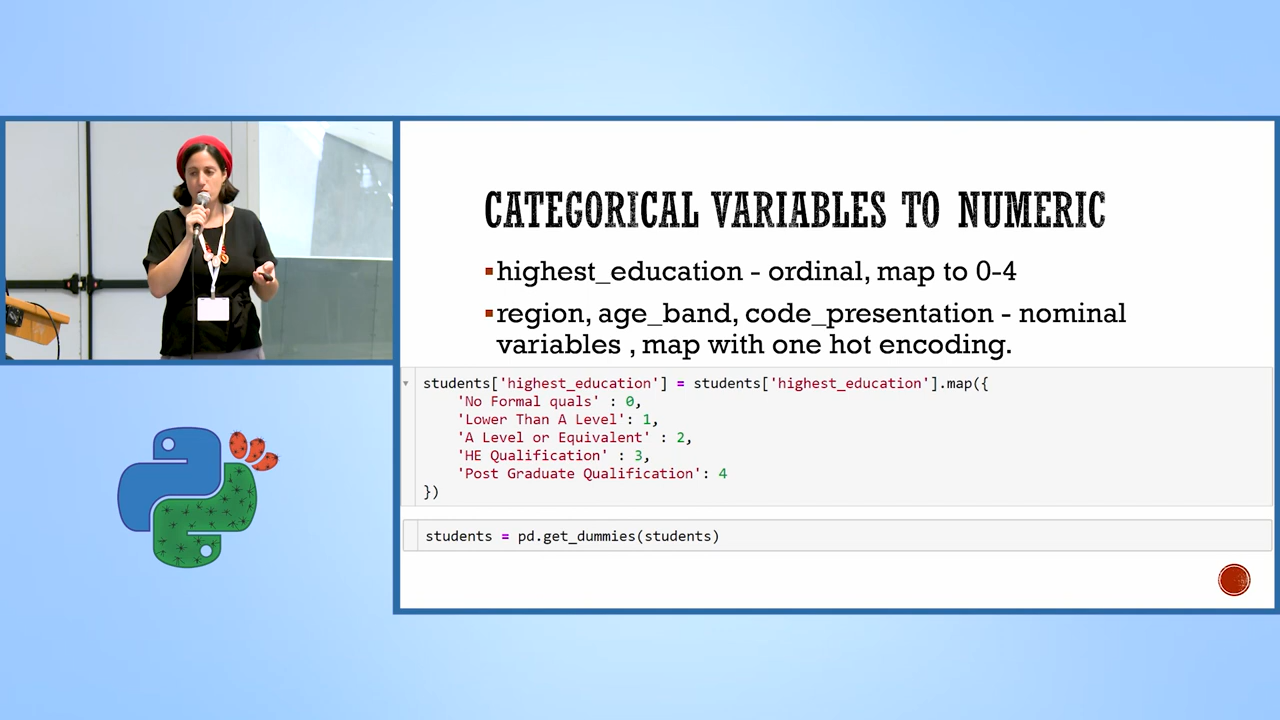 CATEGORICAL VARIABLES TO NUMERIC
▪highest_education - ordinal, map to 0-4
▪region, age_band, code_presentation - nominal
variables , map with one hot encoding.
students['highest_education'] = students['highest_education'].map({
'No Formal quals' : 0,
'Lower Than A Level': 1,
'A Level or Equivalent' : 2,
'HE Qualification' : 3,
'Post Graduate Qualification': 4
})
students = pd.get_dummies(students)